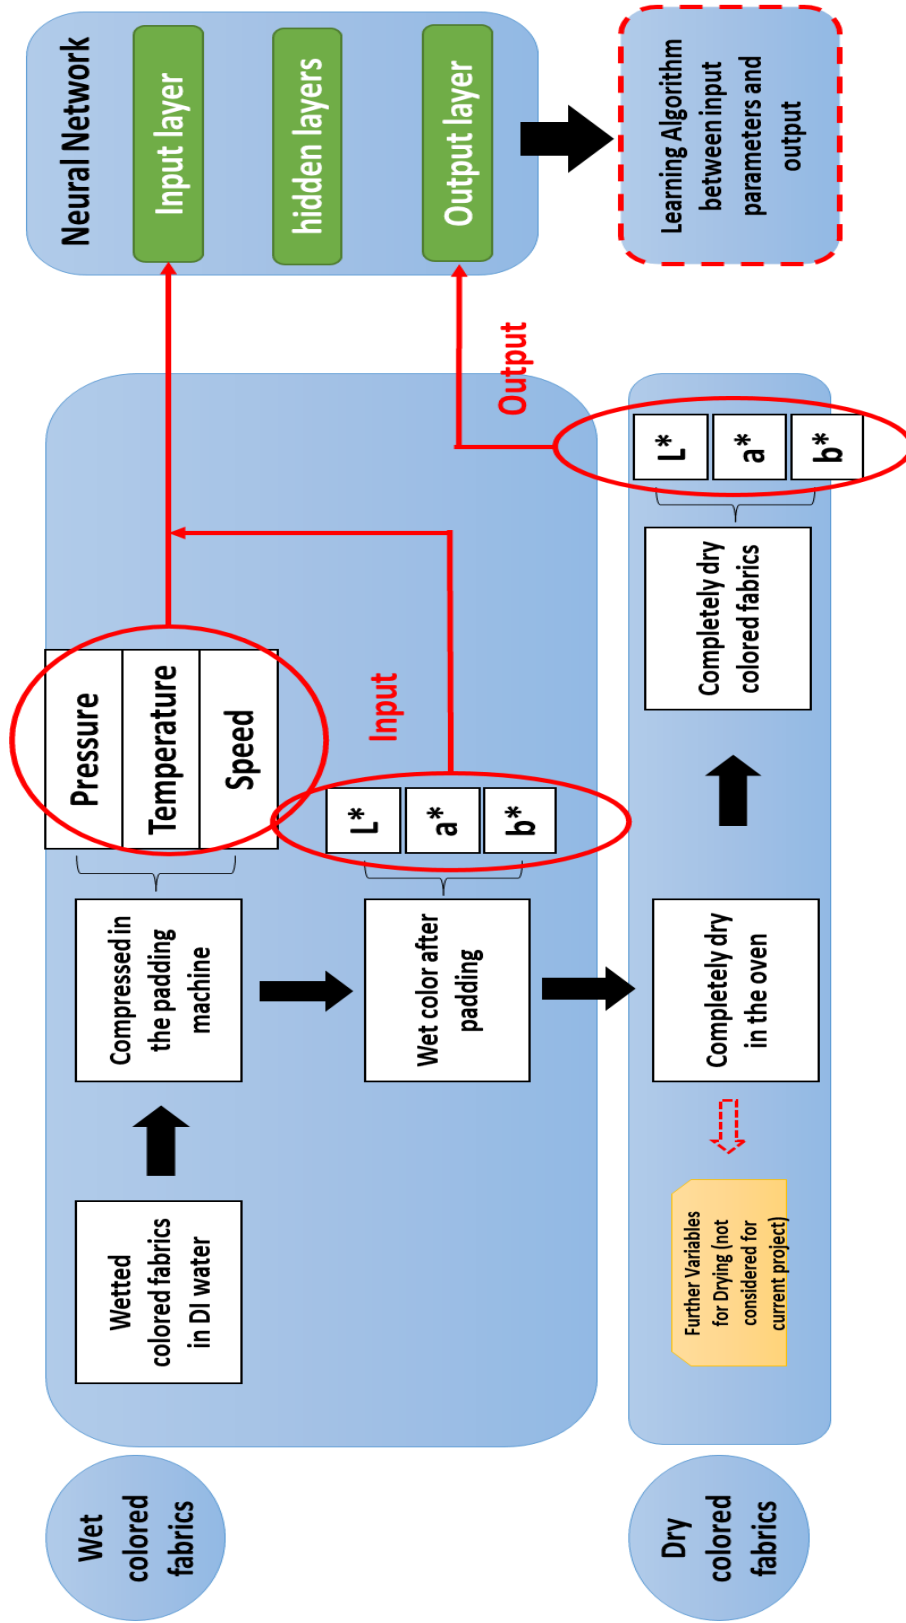 Wet
colored
fabrics
Wetted
colored fabrics
in DI water
Compressed in
the padding
machine
Pressure
Temperature
Speed
Wet color after
padding
L*
a*
b*
Input
Dry
colored
fabrics
Further Variables
for Drying (not
considered for
current project)
Completely dry
in the oven
Completely dry
colored fabrics
L*
a*
b*
Output
Neural Network
Input layer
hidden layers
Output layer
Learning Algorithm
between input
parameters and
output